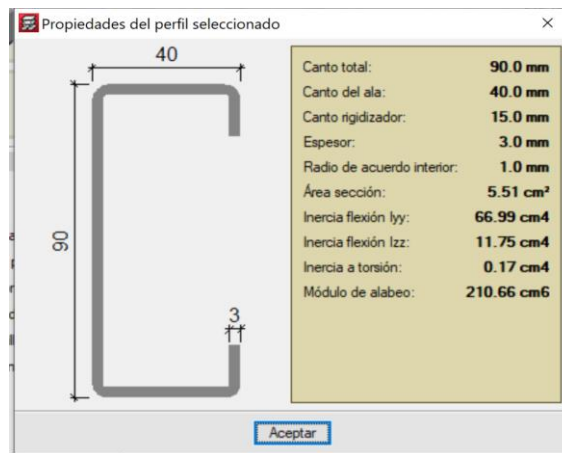 Propiedades del perfil seleccionado
40
90
3
Canto total: 90.0 mm
Canto del ala: 40.0 mm
Canto rigidizador: 15.0 mm
Espesor: 3.0 mm
Radio de acuerdo interior: 1.0 mm
Área sección: 5.51 cm²
Inercia flexión Iyy: 66.99 cm4
Inercia flexión Izz: 11.75 cm4
Inercia a torsión: 0.17 cm4
Módulo de alabeo: 210.66 cm6
Aceptar